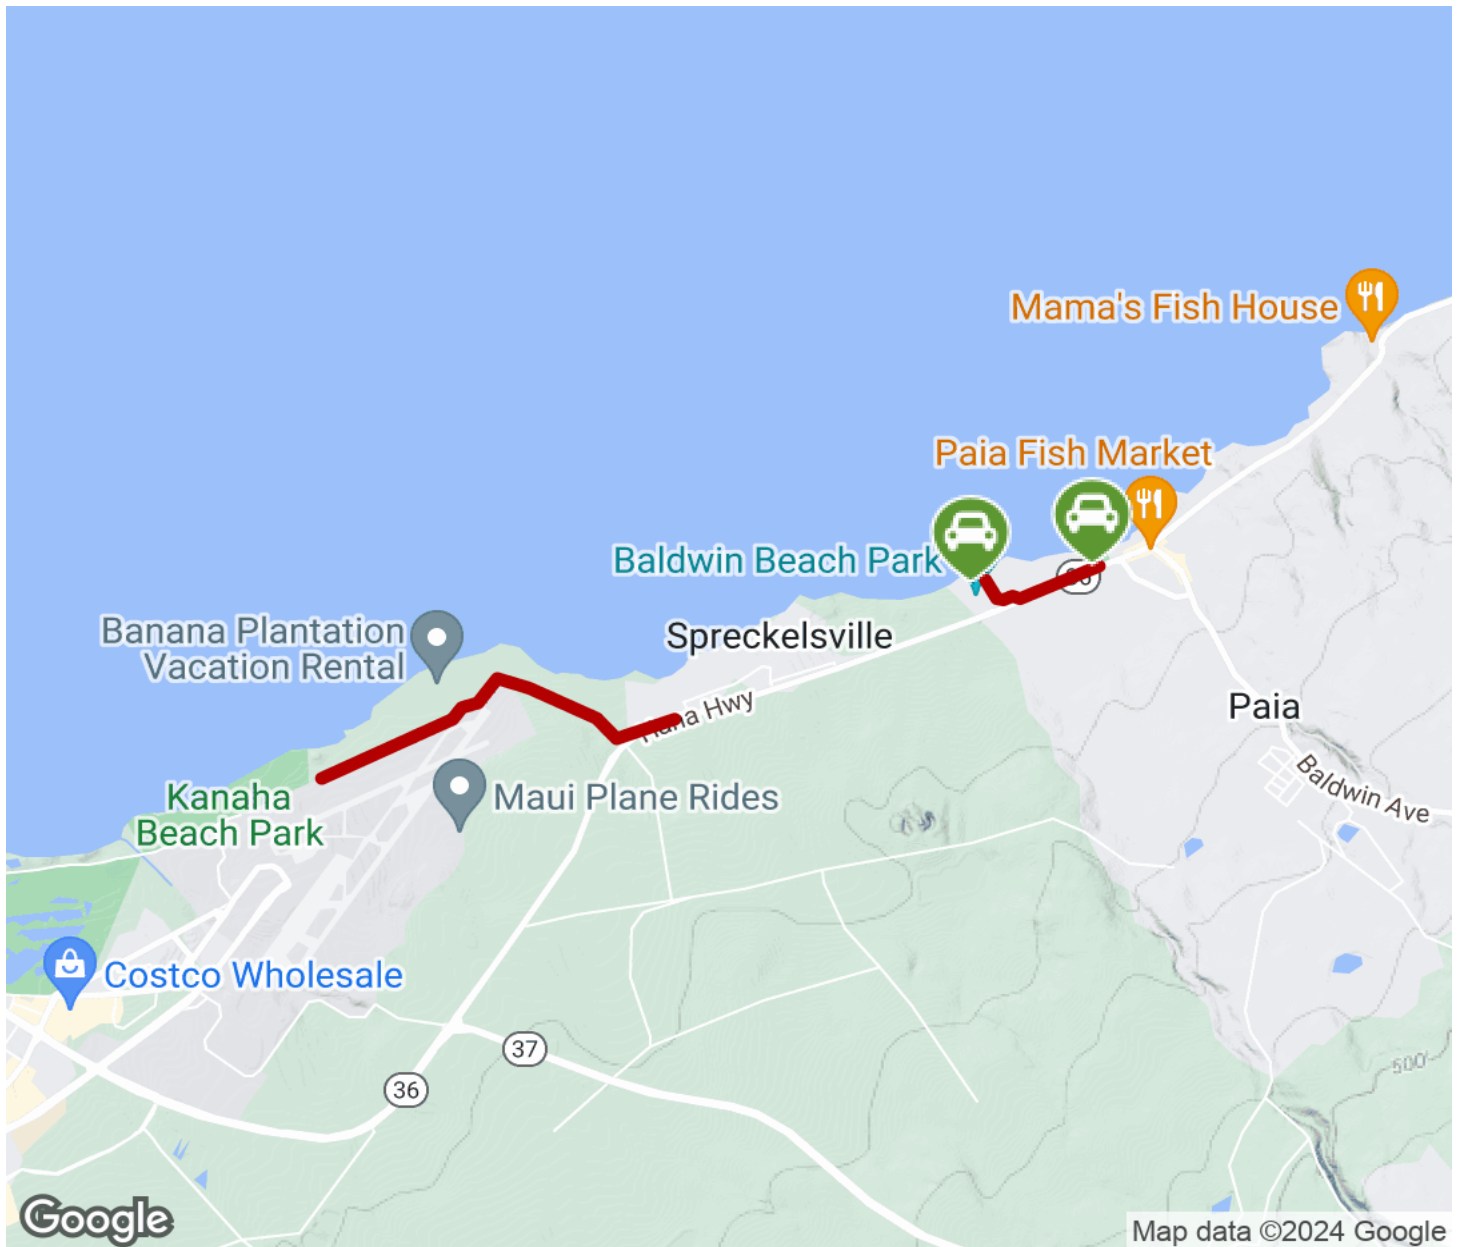 Mama's Fish House
Paia Fish Market
Baldwin Beach Park
Banana Plantation
Vacation Rental
Spreckelsville
Hana Hwy
Paia
Baldwin Ave
Kanaha
Beach Park
Maui Plane Rides
Costco Wholesale
37
36
500'
Google
Map data ©2024 Google